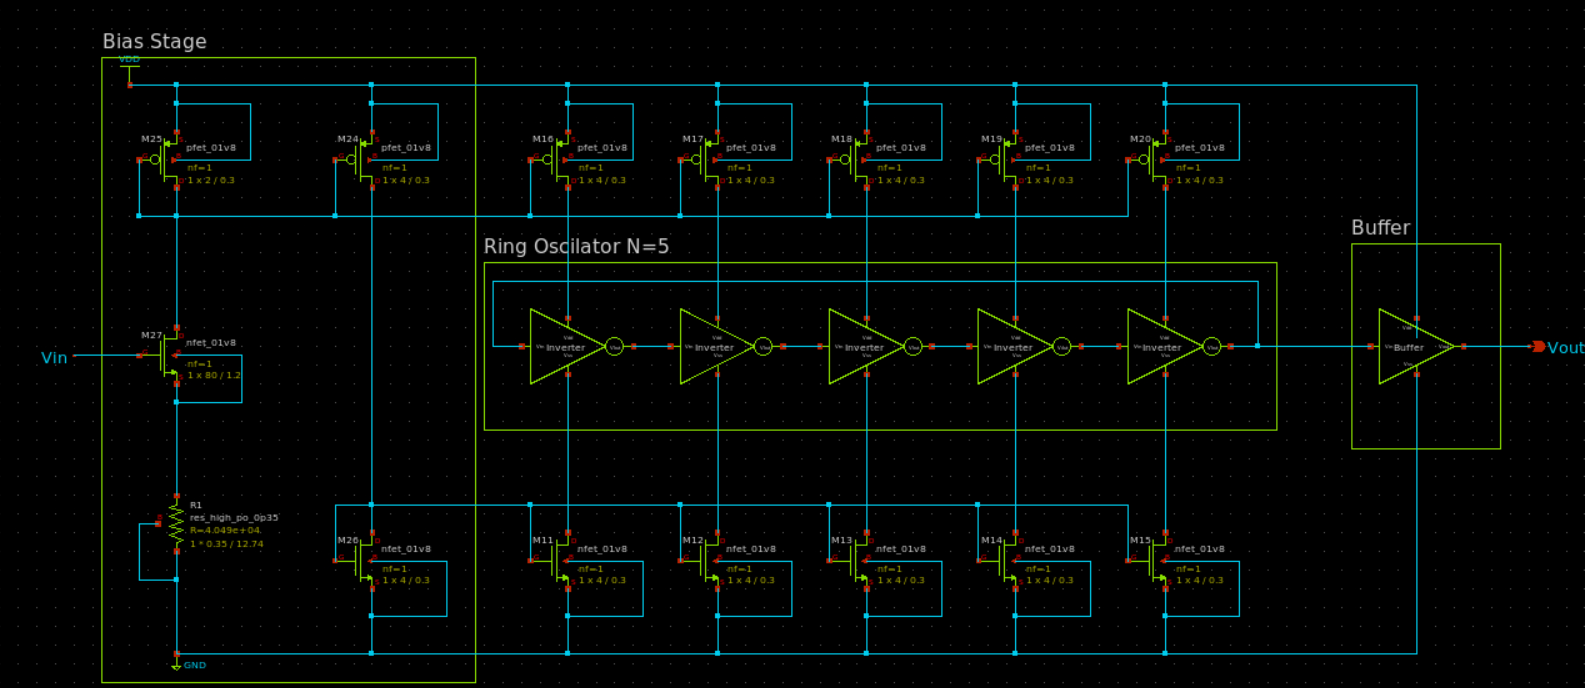 Bias Stage
VDD
M25
pfet_01v8
nf=1
1 x 2 / 0.3
M24
pfet_01v8
nf=1
1 x 4 / 0.3
M16
pfet_01v8
nf=1
1 x 4 / 0.3
M17
pfet_01v8
nf=1
1 x 4 / 0.3
M18
pfet_01v8
nf=1
1 x 4 / 0.3
M19
pfet_01v8
nf=1
1 x 4 / 0.3
M20
pfet_01v8
nf=1
1 x 4 / 0.3
Ring Oscilator N=5
Buffer
Vin
M27
nfet_01v8
nf=1
1 x 80 / 1.2
Inverter
Inverter
Inverter
Inverter
Inverter
Buffer
Vout
R1
res_high_po_0p35
R=4.049e+04
1 * 0.35 / 12.74
M26
nfet_01v8
nf=1
1 x 4 / 0.3
M11
nfet_01v8
nf=1
1 x 4 / 0.3
M12
nfet_01v8
nf=1
1 x 4 / 0.3
M13
nfet_01v8
nf=1
1 x 4 / 0.3
M14
nfet_01v8
nf=1
1 x 4 / 0.3
M15
nfet_01v8
nf=1
1 x 4 / 0.3
GND